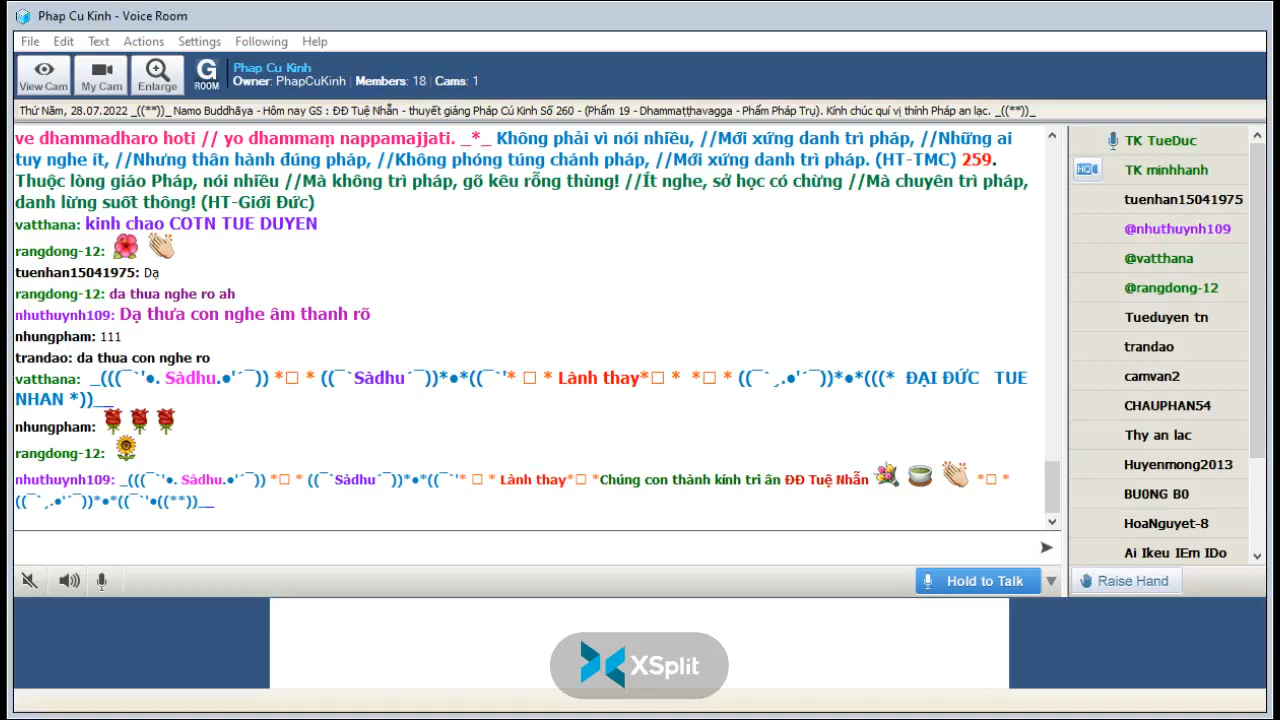 Phap Cu Kinh - Voice Room
File Edit Text Actions Settings Following Help
View Cam My Cam Enlarge G ROOM Phap Cu Kinh
Owner: PhapCuKinh | Members: 18 | Cams: 1
Thứ Năm, 28.07.2022 _((**))_ Namo Buddhāya - Hôm nay GS : ĐĐ Tuệ Nhẫn - thuyết giảng Pháp Cú Kinh Số 260 - (Phẩm 19 - Dhammaṭṭhavagga - Phẩm Pháp Trụ). Kính chúc quí vị thính Pháp an lạc. _((**))_
ve dhammadharo hoti // yo dhammaṃ nappamajjati. _*_ Không phải vì nói nhiều, //Mới xứng danh trì pháp, //Những ai
tuy nghe ít, //Nhưng thân hành đúng pháp, //Không phóng túng chánh pháp, //Mới xứng danh trì pháp. (HT-TMC) 259.
Thuộc lòng giáo Pháp, nói nhiều //Mà không trì pháp, gõ kêu rỗng thùng! //Ít nghe, sở học có chừng //Mà chuyên trì pháp,
danh lừng suốt thông! (HT-Giới Đức)
vatthana: kinh chao COTN TUE DUYEN
rangdong-12:
tuenhan15041975: Dạ
rangdong-12: da thua nghe ro ah
nhuthuynh109: Dạ thưa con nghe âm thanh rõ
nhungpham: 111
trandao: da thua con nghe ro
vatthana: _(((¯`'•. Sàdhu.•'´¯)) *□ * ((¯`Sàdhu´¯))*•*((¯`'* □ * Lành thay*□ * *□ * ((¯`¸.•'´¯))*•*(((* ĐẠI ĐỨC TUE
NHAN *))__
nhungpham:
rangdong-12:
nhuthuynh109: _(((¯`'•. Sàdhu.•'´¯)) *□ * ((¯`Sàdhu´¯))*•*((¯`'* □ * Lành thay*□ *Chúng con thành kính tri ân ĐĐ Tuệ Nhẫn *□ *
((¯`¸.•'´¯))*•*((¯`'•((**))__
Hold to Talk
TK TueDuc
TK minhhanh
tuenhan15041975
@nhuthuynh109
@vatthana
@rangdong-12
Tueduyen tn
trandao
camvan2
CHAUPHAN54
Thy an lac
Huyenmong2013
BU0NG B0
HoaNguyet-8
Ai Ikeu IEm IDo
Raise Hand
XSplit